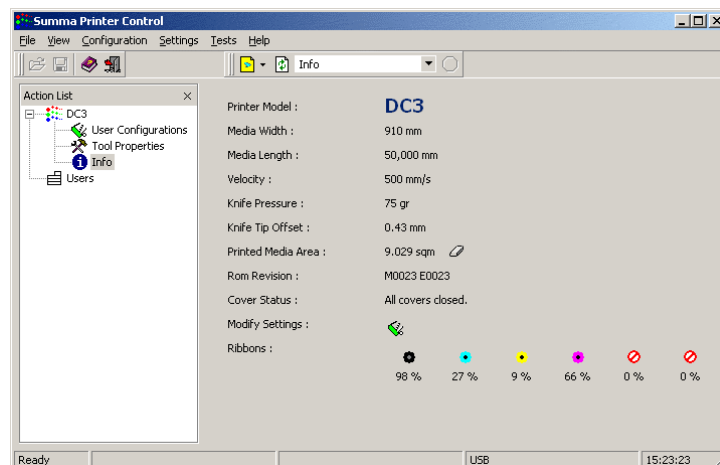 Summa Printer Control
File View Configuration Settings Tests Help
Info
Action List
DC3
User Configurations
Tool Properties
Info
Users
Printer Model : DC3
Media Width : 910 mm
Media Length : 50,000 mm
Velocity : 500 mm/s
Knife Pressure : 75 gr
Knife Tip Offset : 0.43 mm
Printed Media Area : 9.029 sqm
Rom Revision : M0023 E0023
Cover Status : All covers closed.
Modify Settings :
Ribbons :
98 % 27 % 9 % 66 % 0 % 0 %
Ready USB 15:23:23